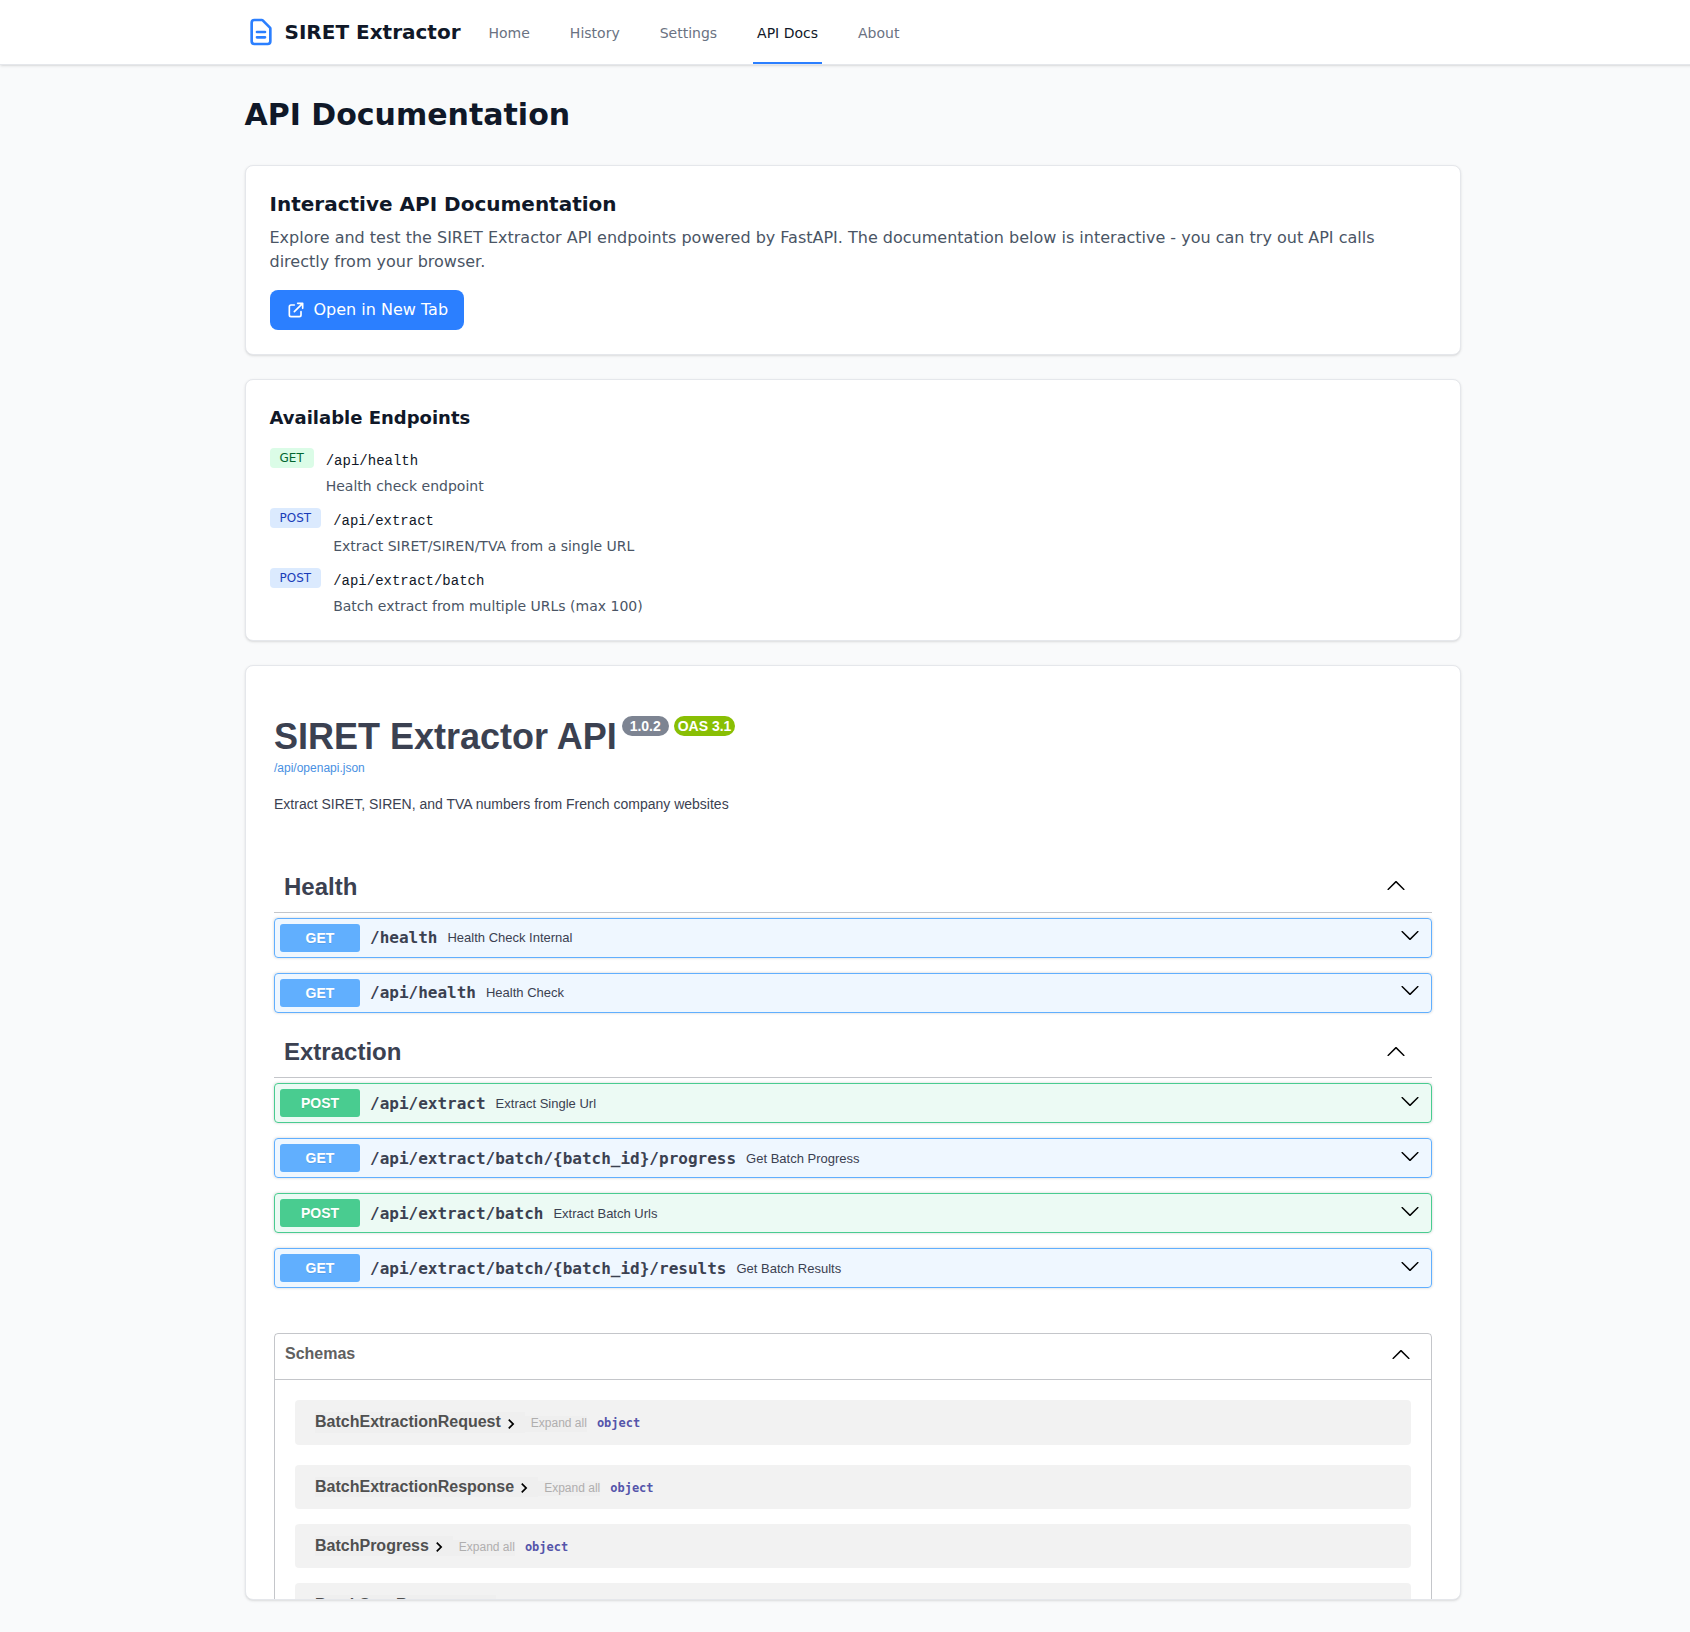 SIRET Extractor
Home
History
Settings
API Docs
About
API Documentation
Interactive API Documentation
Explore and test the SIRET Extractor API endpoints powered by FastAPI. The documentation below is interactive - you can try out API calls
directly from your browser.
Open in New Tab
Available Endpoints
GET /api/health
Health check endpoint
POST /api/extract
Extract SIRET/SIREN/TVA from a single URL
POST /api/extract/batch
Batch extract from multiple URLs (max 100)
SIRET Extractor API 1.0.2 OAS 3.1
/api/openapi.json
Extract SIRET, SIREN, and TVA numbers from French company websites
Health
GET /health Health Check Internal
GET /api/health Health Check
Extraction
POST /api/extract Extract Single Url
GET /api/extract/batch/{batch_id}/progress Get Batch Progress
POST /api/extract/batch Extract Batch Urls
GET /api/extract/batch/{batch_id}/results Get Batch Results
Schemas
BatchExtractionRequest Expand all object
BatchExtractionResponse Expand all object
BatchProgress Expand all object